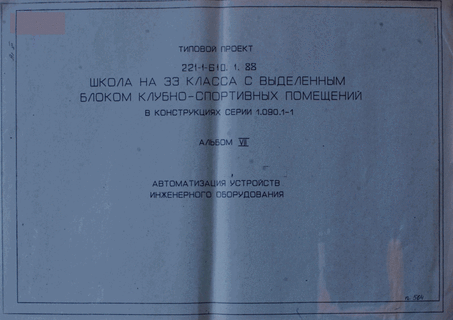 ТИПОВОЙ ПРОЕКТ
221-1-610.1.88
ШКОЛА НА 33 КЛАССА С ВЫДЕЛЕННЫМ
БЛОКОМ КЛУБНО-СПОРТИВНЫХ ПОМЕЩЕНИЙ
В КОНСТРУКЦИЯХ СЕРИИ 1.090.1-1
АЛЬБОМ VII
АВТОМАТИЗАЦИЯ УСТРОЙСТВ
ИНЖЕНЕРНОГО ОБОРУДОВАНИЯ